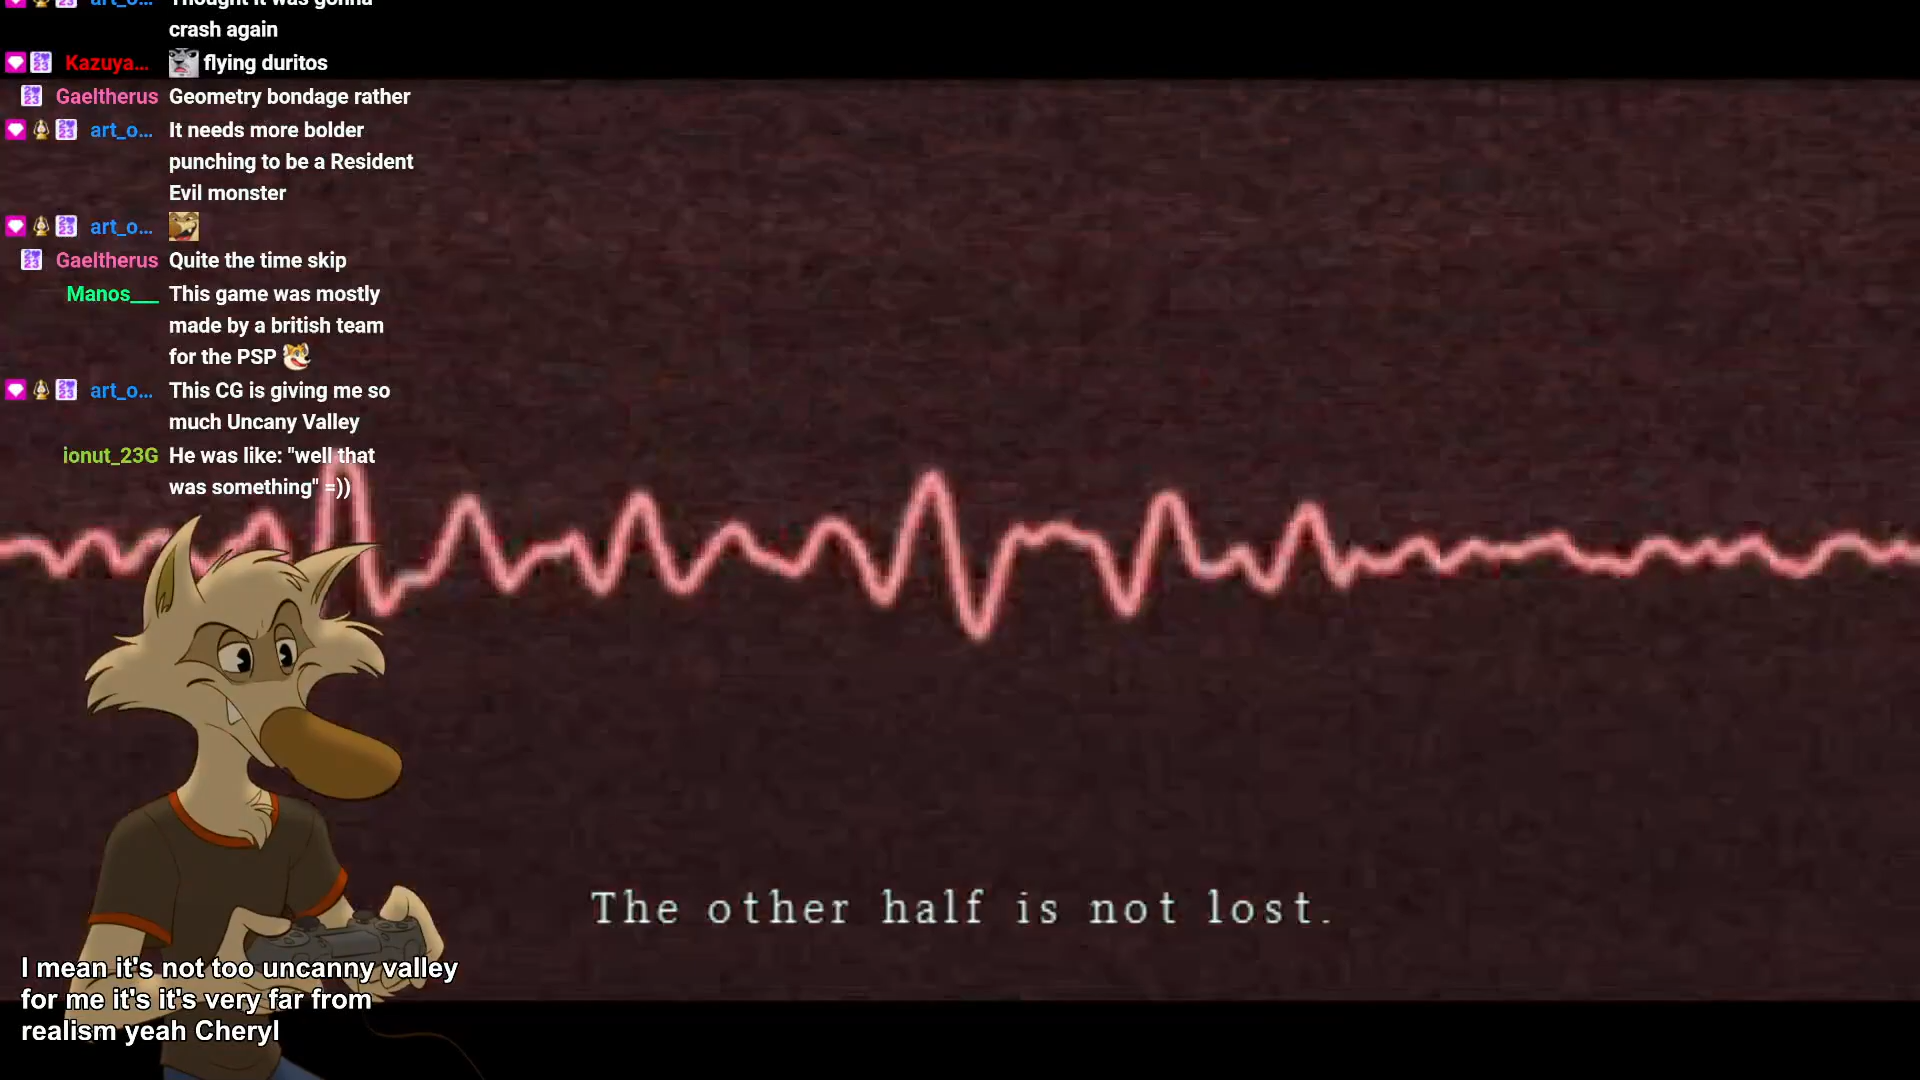 Thought it was gonna
crash again
Kazuya... flying duritos
Gaeltherus Geometry bondage rather
art_o... It needs more bolder
punching to be a Resident
Evil monster
art_o...
Gaeltherus Quite the time skip
Manos___ This game was mostly
made by a british team
for the PSP
art_o... This CG is giving me so
much Uncany Valley
ionut_23G He was like: "well that
was something" =))
The other half is not lost.
I mean it's not too uncanny valley
for me it's it's very far from
realism yeah Cheryl